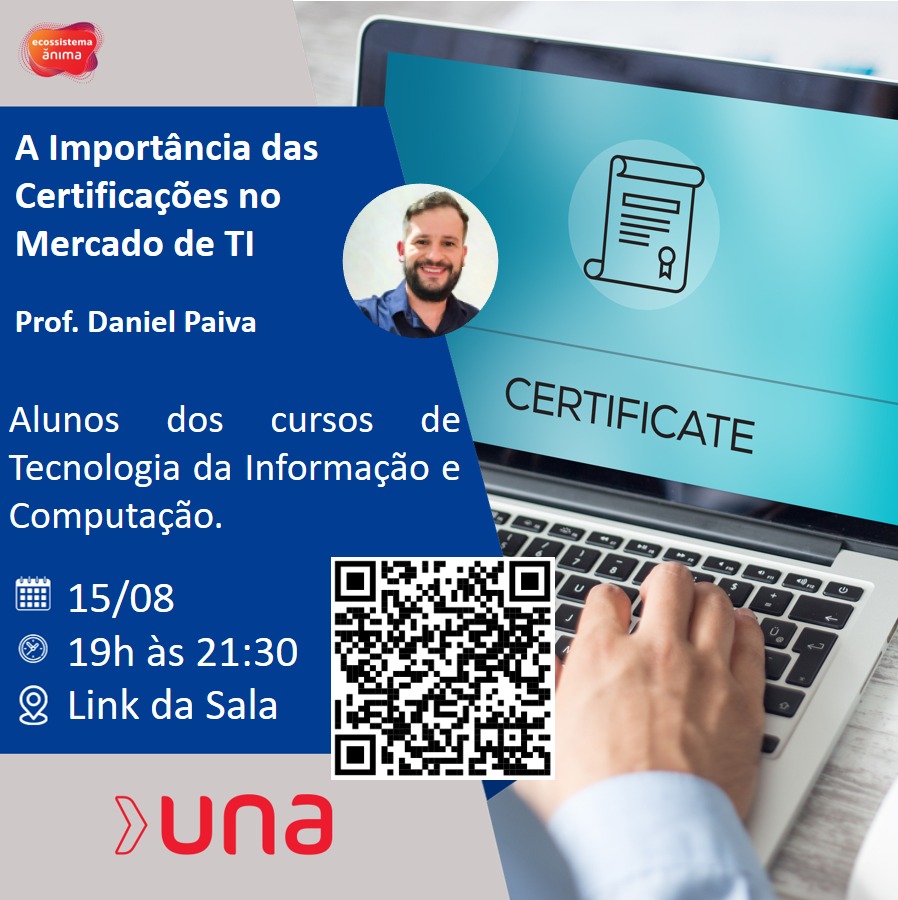 ecossistema
ănima
A Importância das
Certificações no
Mercado de TI
Prof. Daniel Paiva
Alunos dos cursos de
Tecnologia da Informação e
Computação.
15/08
19h às 21:30
Link da Sala
CERTIFICATE
una